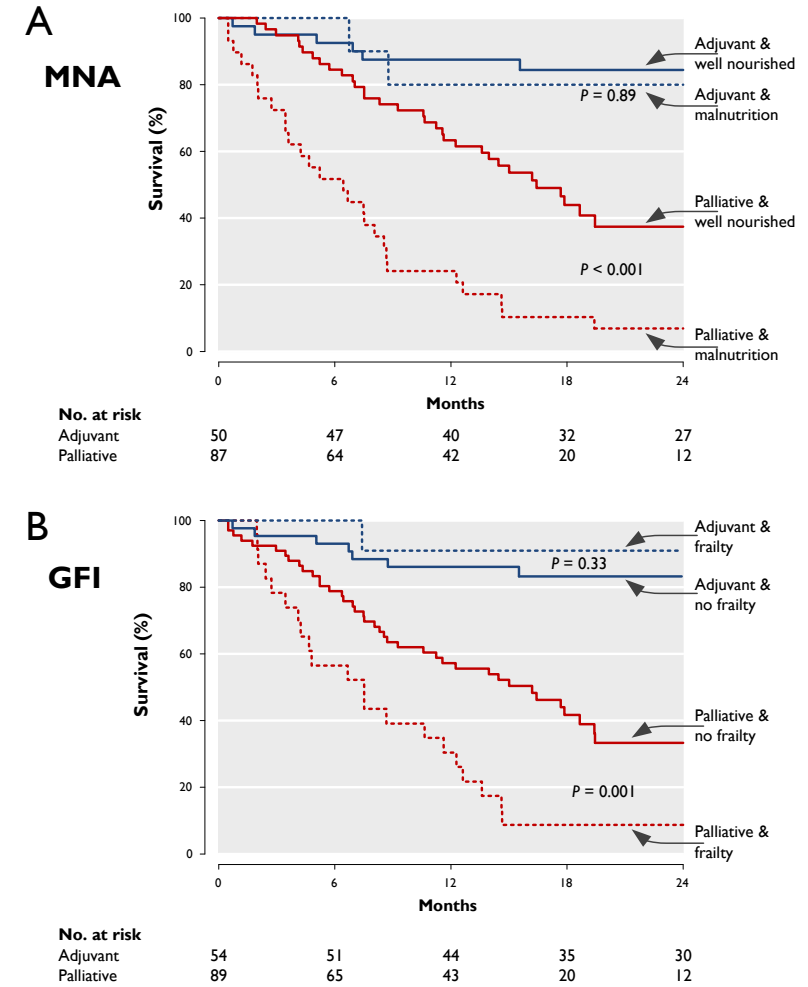 A
MNA
Survival (%)
100
80
60
40
20
0
Adjuvant &
well nourished
P = 0.89
Adjuvant &
malnutrition
Palliative &
well nourished
P < 0.001
Palliative &
malnutrition
0 6 12 18 24
Months
No. at risk
Adjuvant 50 47 40 32 27
Palliative 87 64 42 20 12
B
GFI
Survival (%)
100
80
60
40
20
0
Adjuvant &
frailty
P = 0.33
Adjuvant &
no frailty
Palliative &
no frailty
P = 0.001
Palliative &
frailty
0 6 12 18 24
Months
No. at risk
Adjuvant 54 51 44 35 30
Palliative 89 65 43 20 12